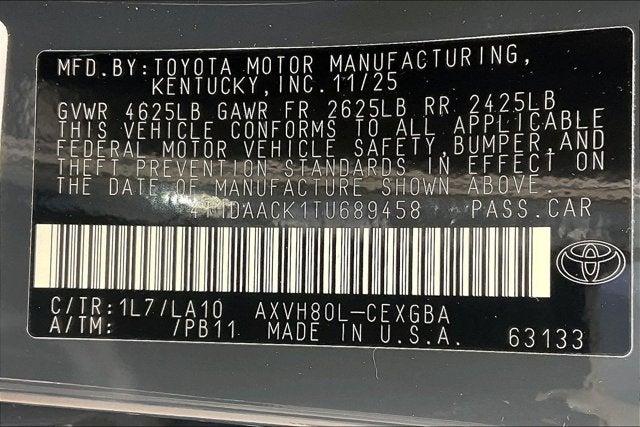 MFD.BY:TOYOTA MOTOR MANUFACTURING,
KENTUCKY,INC.11/25
GVWR 4625LB GAWR FR 2625LB RR 2425LB
THIS VEHICLE CONFORMS TO ALL APPLICABLE
FEDERAL MOTOR VEHICLE SAFETY,BUMPER,AND
THEFT PREVENTION STANDARDS IN EFFECT ON
THE DATE OF MANUFACTURE SHOWN ABOVE.
4T1DAACK1TU689458 PASS.CAR
C/TR:1L7/LA10 AXVH80L-CEXGBA
A/TM: /PB11 MADE IN U.S.A. 63133